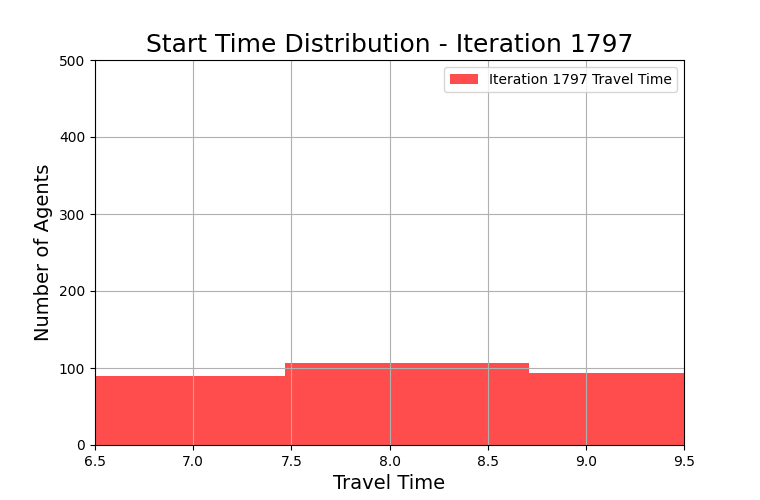 Start Time Distribution - Iteration 1797
Iteration 1797 Travel Time
Number of Agents
500
400
300
200
100
0
6.5 7.0 7.5 8.0 8.5 9.0 9.5
Travel Time